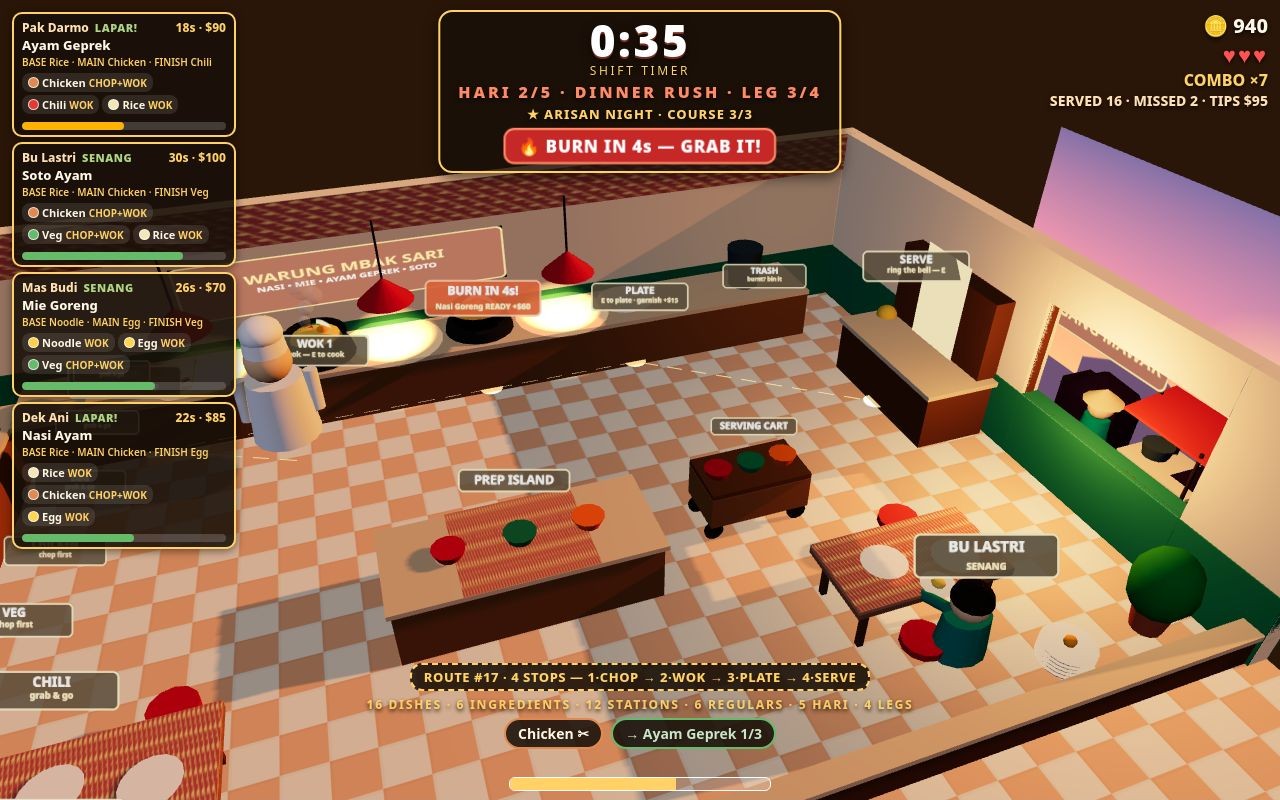 Pak Darmo LAPAR! 18s · $90
Ayam Geprek
BASE Rice · MAIN Chicken · FINISH Chili
Chicken CHOP+WOK
Chili WOK Rice WOK
Bu Lastri SENANG 30s · $100
Soto Ayam
BASE Rice · MAIN Chicken · FINISH Veg
Chicken CHOP+WOK
Veg CHOP+WOK Rice WOK
Mas Budi SENANG 26s · $70
Mie Goreng
BASE Noodle · MAIN Egg · FINISH Veg
Noodle WOK Egg WOK
Veg CHOP+WOK
Dek Ani LAPAR! 22s · $85
Nasi Ayam
BASE Rice · MAIN Chicken · FINISH Egg
Rice WOK
Chicken CHOP+WOK
Egg WOK
0:35
SHIFT TIMER
HARI 2/5 · DINNER RUSH · LEG 3/4
★ ARISAN NIGHT · COURSE 3/3
🔥 BURN IN 4s — GRAB IT!
940
♥♥♥
COMBO ×7
SERVED 16 · MISSED 2 · TIPS $95
WARUNG MBAK SARI
NASI · MIE · AYAM GEPREK · SOTO
WOK 1
ok — E to cook
BURN IN 4s!
Nasi Goreng READY +$60
PLATE
E to plate · garnish +$15
TRASH
burnt? bin it
SERVE
ring the bell — E
SERVING CART
PREP ISLAND
BU LASTRI
SENANG
chop first
VEG
hop first
CHILI
grab & go
ROUTE #17 · 4 STOPS — 1·CHOP → 2·WOK → 3·PLATE → 4·SERVE
16 DISHES · 6 INGREDIENTS · 12 STATIONS · 6 REGULARS · 5 HARI · 4 LEGS
Chicken ✂ → Ayam Geprek 1/3